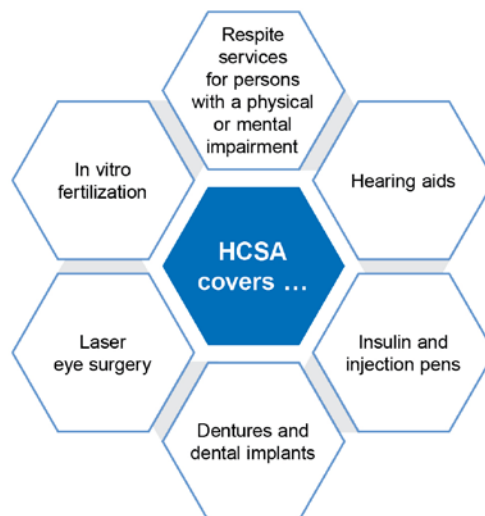 Respite
services
for persons
with a physical
or mental
impairment
In vitro
fertilization
Hearing aids
HCSA
covers ...
Laser
eye surgery
Insulin and
injection pens
Dentures and
dental implants